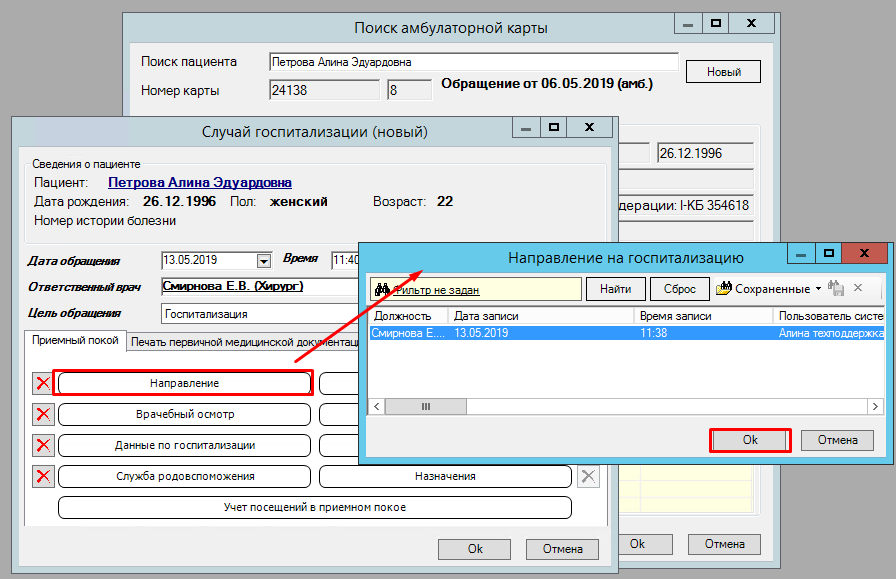 Поиск амбулаторной карты
Поиск пациента Петрова Алина Эдуардовна Новый
Номер карты 24138 8 Обращение от 06.05.2019 (амб.)
26.12.1996
дерации: I-КБ 354618
Ok Отмена
Случай госпитализации (новый)
Сведения о пациенте
Пациент: Петрова Алина Эдуардовна
Дата рождения: 26.12.1996 Пол: женский Возраст: 22
Номер истории болезни
Дата обращения 13.05.2019 Время 11:40
Ответственный врач Смирнова Е.В. (Хирург)
Цель обращения Госпитализация
Приемный покой Печать первичной медицинской документаци
Направление
Врачебный осмотр
Данные по госпитализации
Служба родовспоможения Назначения
Учет посещений в приемном покое
Ok Отмена
Направление на госпитализацию
Фильтр не задан Найти Сброс Сохраненные
Должность Дата записи Время записи Пользователь систе
Смирнова Е.... 13.05.2019 11:38 Алина техподдержка
Ok Отмена